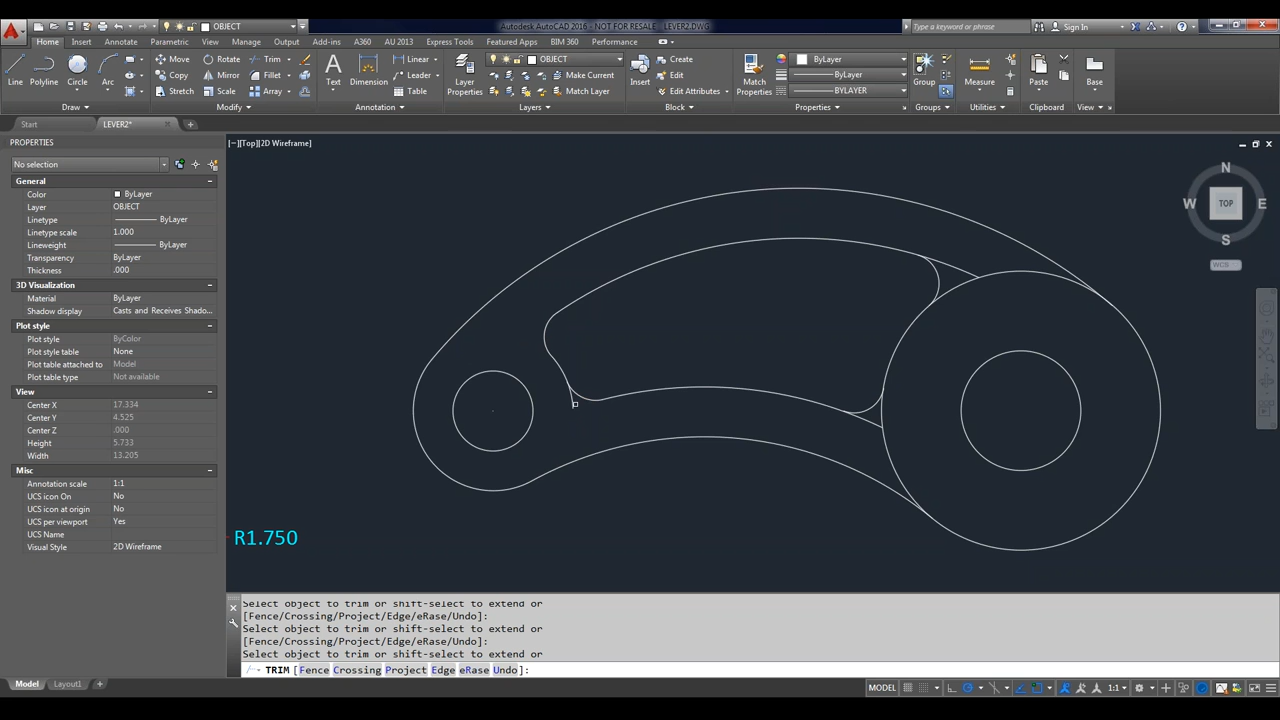 OBJECT
Autodesk AutoCAD 2016 - NOT FOR RESALE LEVER2.DWG
Type a keyword or phrase
Sign In
Home Insert Annotate Parametric View Manage Output Add-ins A360 AU 2013 Express Tools Featured Apps BIM 360 Performance
Line
Polyline
Circle
Arc
Draw
Move
Rotate
Trim
Copy
Mirror
Fillet
Stretch
Scale
Array
Modify
Text
Dimension
Linear
Leader
Table
Annotation
Layer
Properties
OBJECT
Make Current
Match Layer
Layers
Insert
Create
Edit
Edit Attributes
Block
Match
Properties
ByLayer
ByLayer
BYLAYER
Properties
Group
Groups
Measure
Utilities
Paste
Clipboard
Base
View
Start
LEVER2*
PROPERTIES
No selection
General
Color ByLayer
Layer OBJECT
Linetype ByLayer
Linetype scale 1.000
Lineweight ByLayer
Transparency ByLayer
Thickness .000
3D Visualization
Material ByLayer
Shadow display Casts and Receives Shado...
Plot style
Plot style ByColor
Plot style table None
Plot table attached to Model
Plot table type Not available
View
Center X 17.334
Center Y 4.525
Center Z .000
Height 5.733
Width 13.205
Misc
Annotation scale 1:1
UCS icon On No
UCS icon at origin No
UCS per viewport Yes
UCS Name
Visual Style 2D Wireframe
[−][Top][2D Wireframe]
N
W TOP E
S
WCS
R1.750
Select object to trim or shift-select to extend or
[Fence/Crossing/Project/Edge/eRase/Undo]:
Select object to trim or shift-select to extend or
[Fence/Crossing/Project/Edge/eRase/Undo]:
Select object to trim or shift-select to extend or
TRIM [Fence Crossing Project Edge eRase Undo]:
Model Layout1
MODEL
1:1